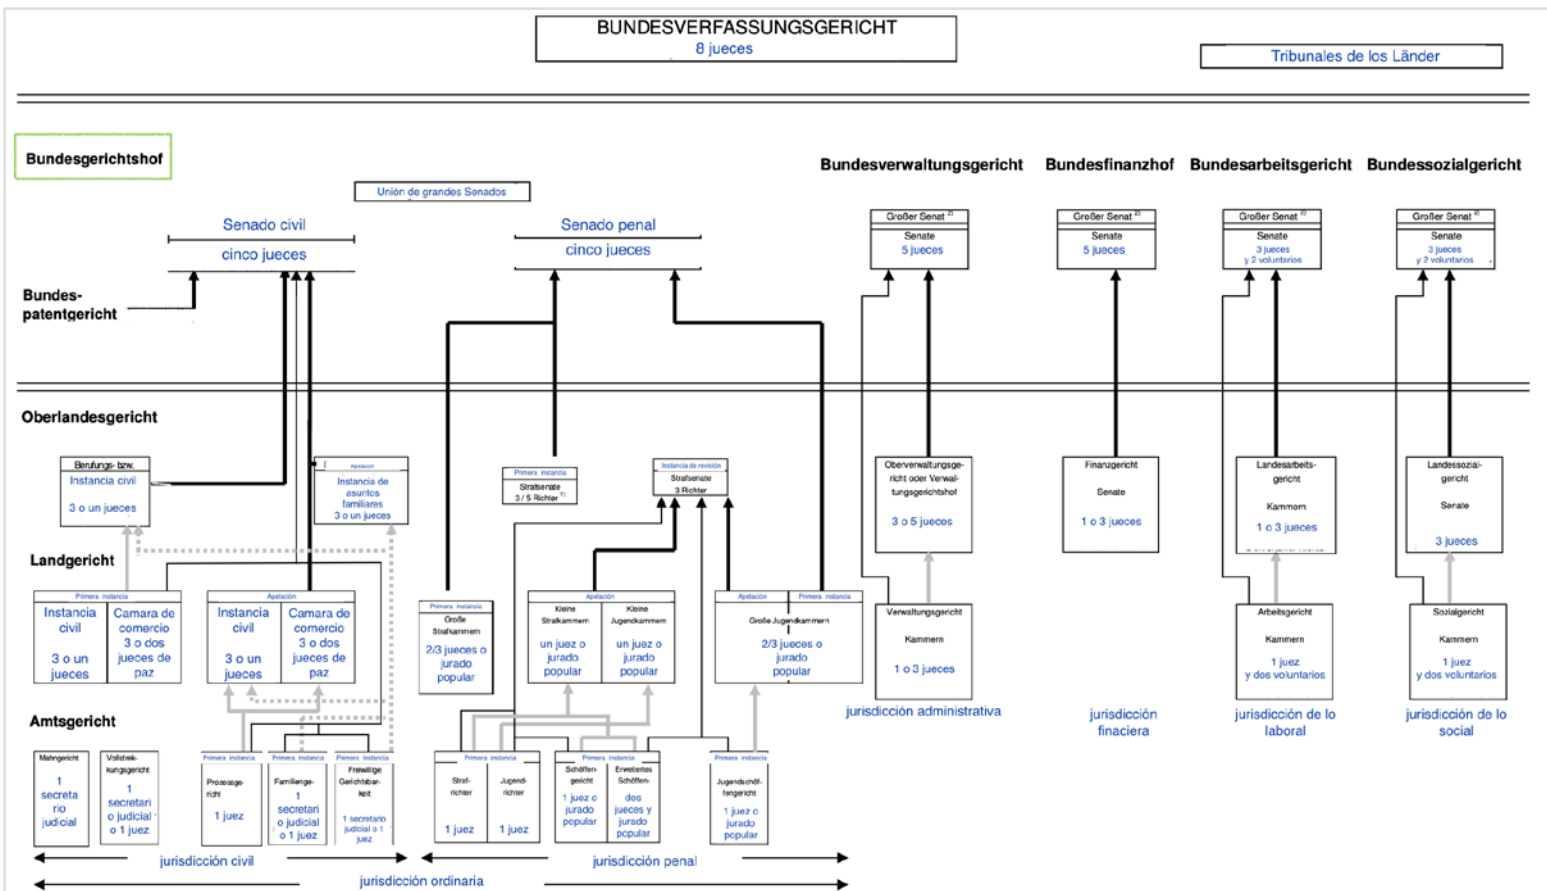 BUNDESVERFASSUNGSGERICHT
8 jueces
Tribunales de los Länder
Bundesgerichtshof
Bundesverwaltungsgericht
Bundesfinanzhof
Bundesarbeitsgericht
Bundessozialgericht
Unión de grandes Senados
Senado civil
cinco jueces
Senado penal
cinco jueces
Großer Senat 2)
Senate
5 jueces
Großer Senat 2)
Senate
5 jueces
Großer Senat 2)
Senate
3 jueces
y 2 voluntarios
Großer Senat 2)
Senate
3 jueces
y 2 voluntarios
Bundes-
patentgericht
Oberlandesgericht
Berufungs- bzw.
Instancia civil
3 o un jueces
Apelación
Instancia de
asuntos
familiares
3 o un jueces
Primera instancia
Strafsenate
3 / 5 Richter 1)
Instancia de revisión
Strafsenate
3 Richter
Oberverwaltungsge-
richt oder Verwal-
tungsgerichtshof
3 o 5 jueces
Finanzgericht
Senate
1 o 3 jueces
Landesarbeits-
gericht
Kammern
1 o 3 jueces
Landessozial-
gericht
Senate
3 jueces
Landgericht
Primera instancia
Instancia
civil
3 o un
jueces
Camara de
comercio
3 o dos
jueces de
paz
Apelación
Instancia
civil
3 o un
jueces
Camara de
comercio
3 o dos
jueces de
paz
Primera instancia
Große
Strafkammern
2/3 jueces o
jurado
popular
Apelación
Kleine
Strafkammern
un juez o
jurado
popular
Kleine
Jugendkammern
un juez o
jurado
popular
Apelación
Primera instancia
Große Jugendkammern
2/3 jueces o
jurado
popular
Verwaltungsgericht
Kammern
1 o 3 jueces
Arbeitsgericht
Kammern
1 juez
y dos voluntarios
Sozialgericht
Kammern
1 juez
y dos voluntarios
jurisdicción administrativa
jurisdicción
finaciera
jurisdicción de lo
laboral
jurisdicción de lo
social
Amtsgericht
Mahngericht
1
secreta
rio
judicial
Vollstrek-
kungsgericht
1
secretari
o judicial
o 1 juez
Primera instancia
Prozessge-
richt
1 juez
Primera instancia
Familienge-
1
secretari
o judicial
o 1 juez
Primera instancia
Freiwillige
Gerichtsbar-
keit
1 secretario
judicial o 1
juez
Primera instancia
Straf-
richter
1 juez
Jugend-
richter
1 juez
Primera instancia
Schöffen-
gericht
1 juez o
jurado
popular
Erweitertes
Schöffen-
dos
jueces y
jurado
popular
Primera instancia
Jugendschöf-
fengericht
1 juez o
jurado
popular
jurisdicción civil
jurisdicción penal
jurisdicción ordinaria